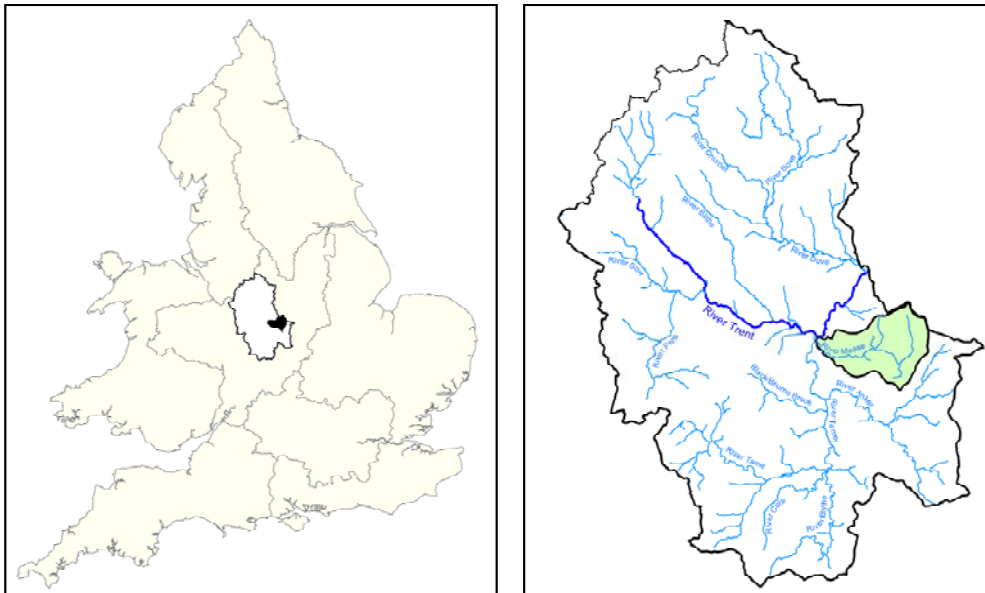 River Churnet
River Dove
River Blithe
River Dove
River Sow
River Trent
River Penk
River Mease
Black Bourne Brook
River Anker
River Tame
River Tame
River Cole
River Blythe